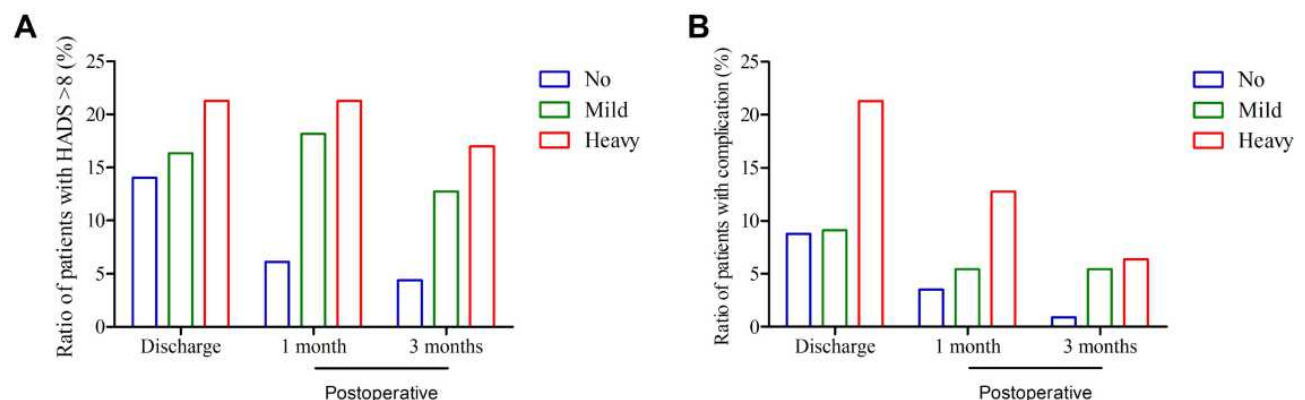 A
Ratio of patients with HADS >8 (%)
25
20
15
10
5
0
Discharge
1 month
3 months
Postoperative
No
Mild
Heavy
B
Ratio of patients with complication (%)
25
20
15
10
5
0
Discharge
1 month
3 months
Postoperative
No
Mild
Heavy